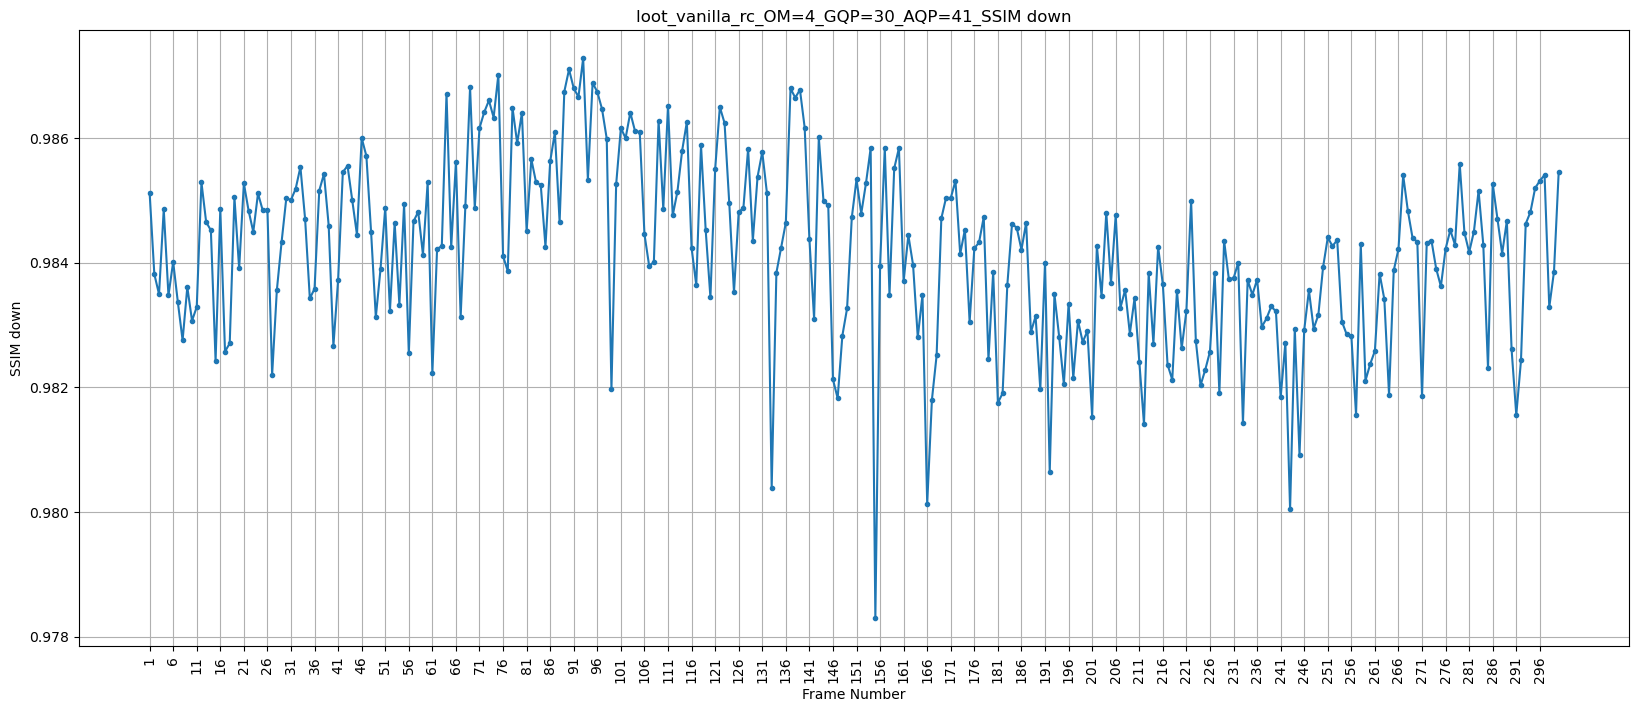 loot_vanilla_rc_OM=4_GQP=30_AQP=41_SSIM down
SSIM down
0.986
0.984
0.982
0.980
0.978
1 6 11 16 21 26 31 36 41 46 51 56 61 66 71 76 81 86 91 96 101 106 111 116 121 126 131 136 141 146 151 156 161 166 171 176 181 186 191 196 201 206 211 216 221 226 231 236 241 246 251 256 261 266 271 276 281 286 291 296
Frame Number